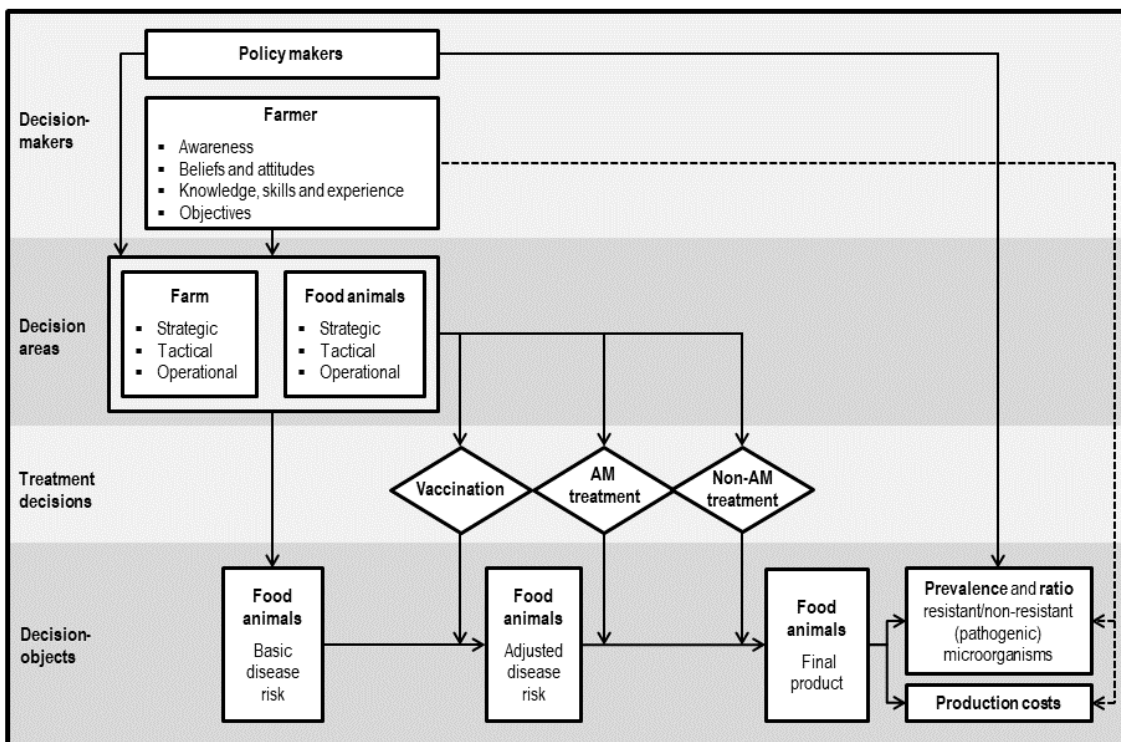 Policy makers
Decision-
makers
Farmer
▪ Awareness
▪ Beliefs and attitudes
▪ Knowledge, skills and experience
▪ Objectives
Decision
areas
Farm
▪ Strategic
▪ Tactical
▪ Operational
Food animals
▪ Strategic
▪ Tactical
▪ Operational
Treatment
decisions
Vaccination
AM
treatment
Non-AM
treatment
Decision-
objects
Food
animals
Basic
disease
risk
Food
animals
Adjusted
disease
risk
Food
animals
Final
product
Prevalence and ratio
resistant/non-resistant
(pathogenic)
microorganisms
Production costs